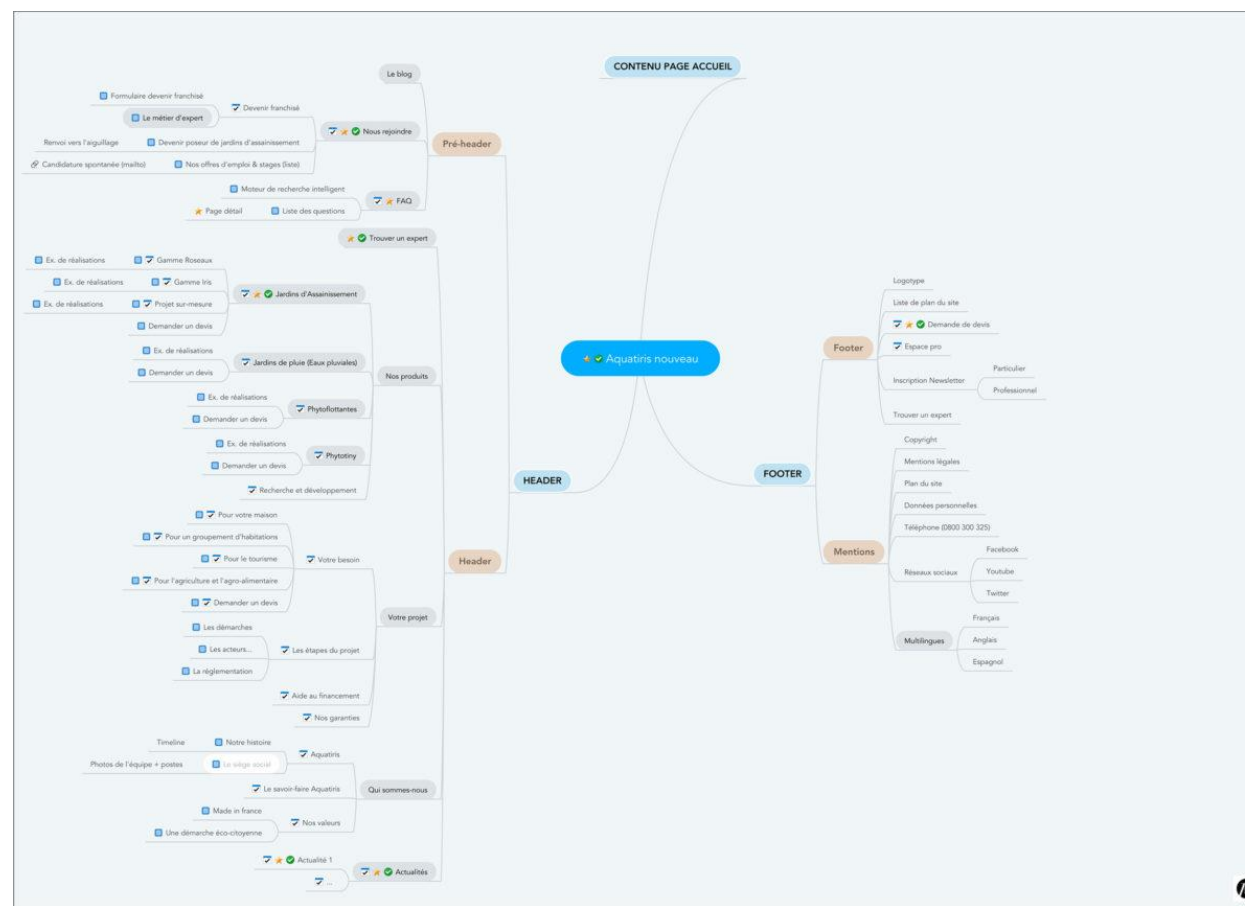 CONTENU PAGE ACCUEIL
Aquatiris nouveau
HEADER
Pré-header
Le blog
Nous rejoindre
Devenir franchisé
Formulaire devenir franchisé
Le métier d'expert
Devenir poseur de jardins d'assainissement
Renvoi vers l'aiguillage
Nos offres d'emploi & stages (liste)
Candidature spontanée (mailto)
FAQ
Moteur de recherche intelligent
Liste des questions
Page détail
Header
Trouver un expert
Nos produits
Jardins d'Assainissement
Gamme Roseaux
Ex. de réalisations
Gamme Iris
Ex. de réalisations
Projet sur-mesure
Ex. de réalisations
Demander un devis
Jardins de pluie (Eaux pluviales)
Ex. de réalisations
Demander un devis
Phytoflottantes
Ex. de réalisations
Demander un devis
Phytotiny
Ex. de réalisations
Demander un devis
Recherche et développement
Votre projet
Votre besoin
Pour votre maison
Pour un groupement d'habitations
Pour le tourisme
Pour l'agriculture et l'agro-alimentaire
Demander un devis
Les étapes du projet
Les démarches
Les acteurs...
La réglementation
Aide au financement
Nos garanties
Qui sommes-nous
Aquatiris
Notre histoire
Timeline
Le siège social
Photos de l'équipe + postes
Le savoir-faire Aquatiris
Nos valeurs
Made in france
Une démarche éco-citoyenne
Actualités
Actualité 1
...
FOOTER
Footer
Logotype
Liste de plan du site
Demande de devis
Espace pro
Inscription Newsletter
Particulier
Professionnel
Trouver un expert
Mentions
Copyright
Mentions légales
Plan du site
Données personnelles
Téléphone (0800 300 325)
Réseaux sociaux
Facebook
Youtube
Twitter
Multilingues
Français
Anglais
Espagnol